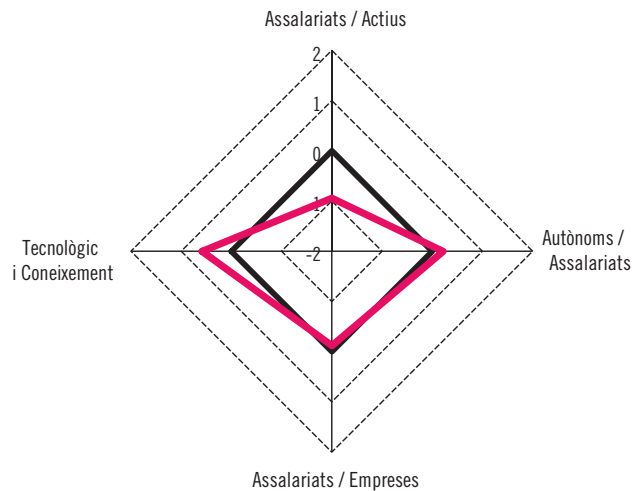 Assalariats / Actius
2
1
0
-1
-2
Autònoms /
Assalariats
Tecnològic
i Coneixement
Assalariats / Empreses